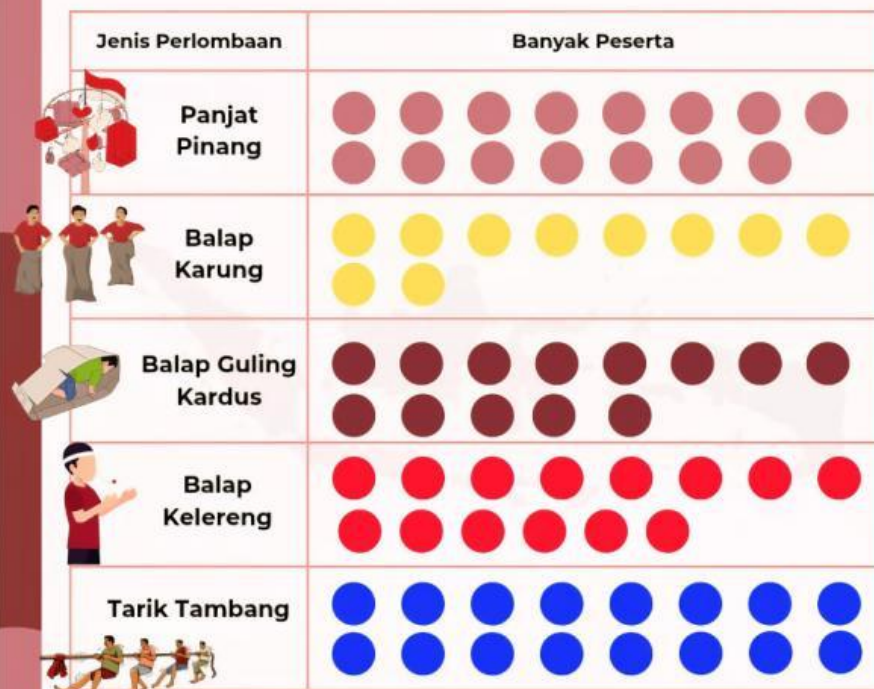 Jenis Perlombaan
Banyak Peserta
Panjat
Pinang
Balap
Karung
Balap Guling
Kardus
Balap
Kelereng
Tarik Tambang